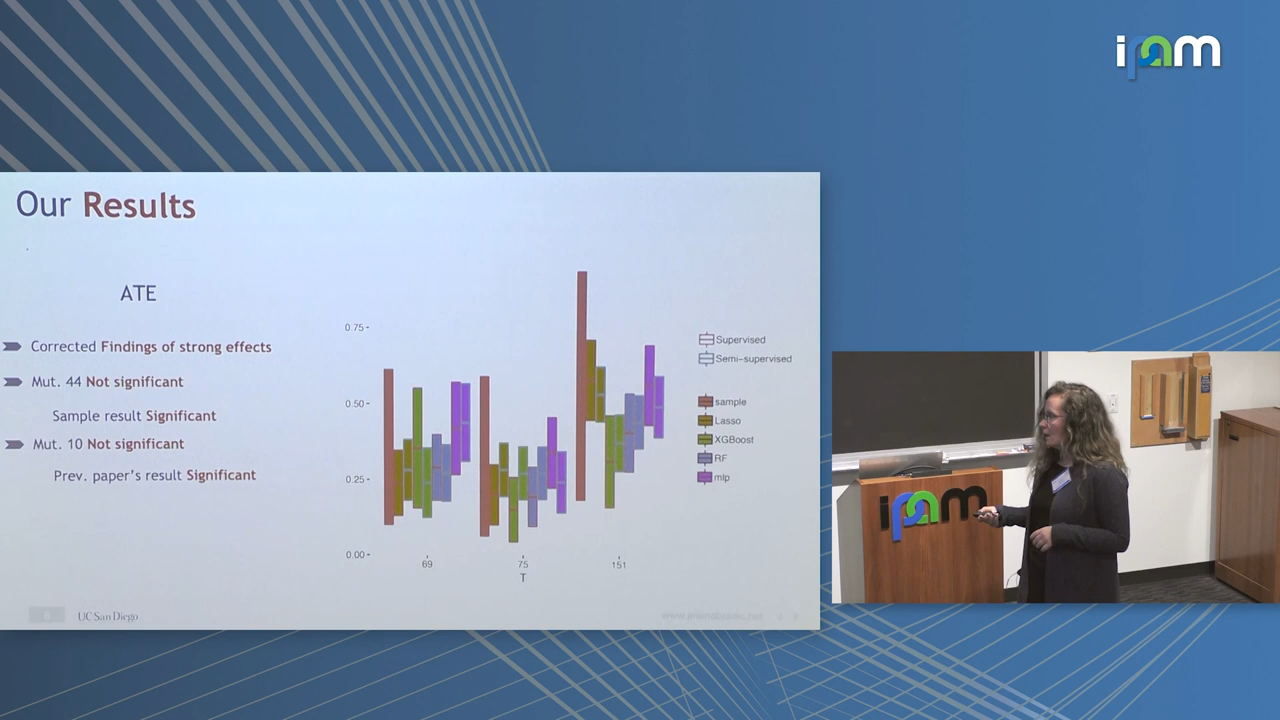 ipam
Our Results
ATE
Corrected Findings of strong effects
Mut. 44 Not significant
Sample result Significant
Mut. 10 Not significant
Prev. paper's result Significant
0.75
0.50
0.25
0.00
69
75
151
T
Supervised
Semi-supervised
sample
Lasso
XGBoost
RF
mlp
UC San Diego
ipam